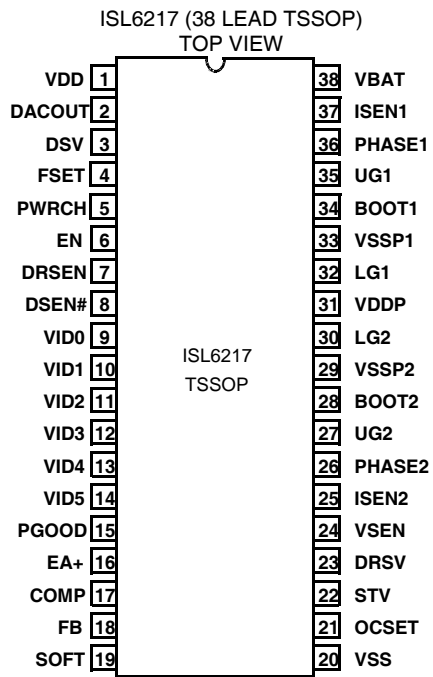 ISL6217 (38 LEAD TSSOP)
TOP VIEW
VDD 1 38 VBAT
DACOUT 2 37 ISEN1
DSV 3 36 PHASE1
FSET 4 35 UG1
PWRCH 5 34 BOOT1
EN 6 33 VSSP1
DRSEN 7 32 LG1
DSEN# 8 31 VDDP
VID0 9 30 LG2
VID1 10 29 VSSP2
VID2 11 28 BOOT2
VID3 12 27 UG2
VID4 13 26 PHASE2
VID5 14 25 ISEN2
PGOOD 15 24 VSEN
EA+ 16 23 DRSV
COMP 17 22 STV
FB 18 21 OCSET
SOFT 19 20 VSS
ISL6217
TSSOP